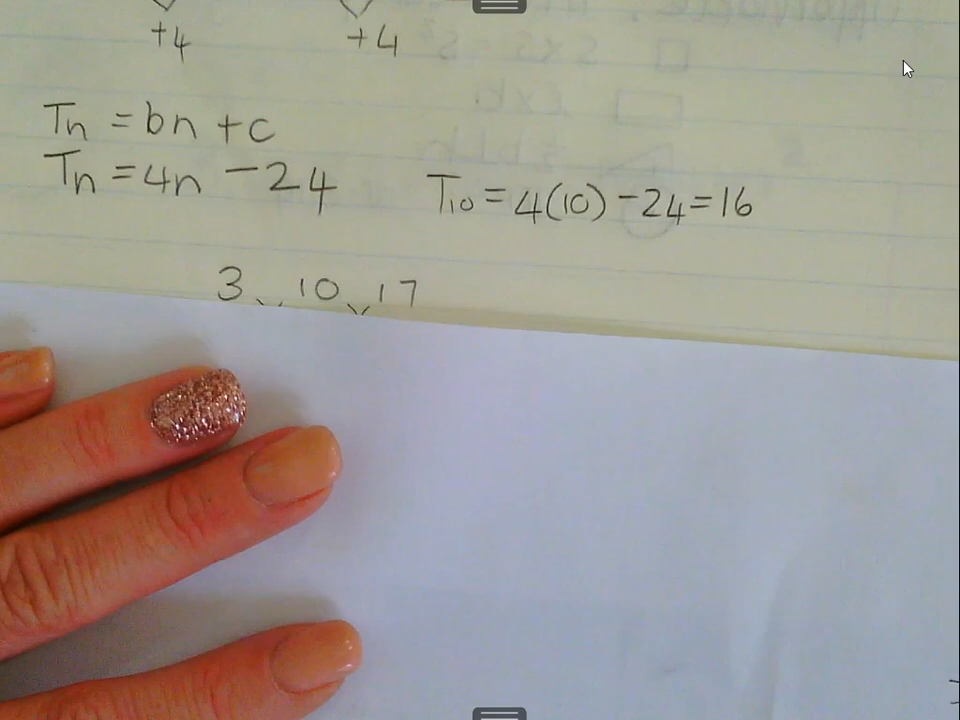 +4 +4
Tn = bn + c
Tn = 4n - 24
T10 = 4(10) - 24 = 16
3 10 17